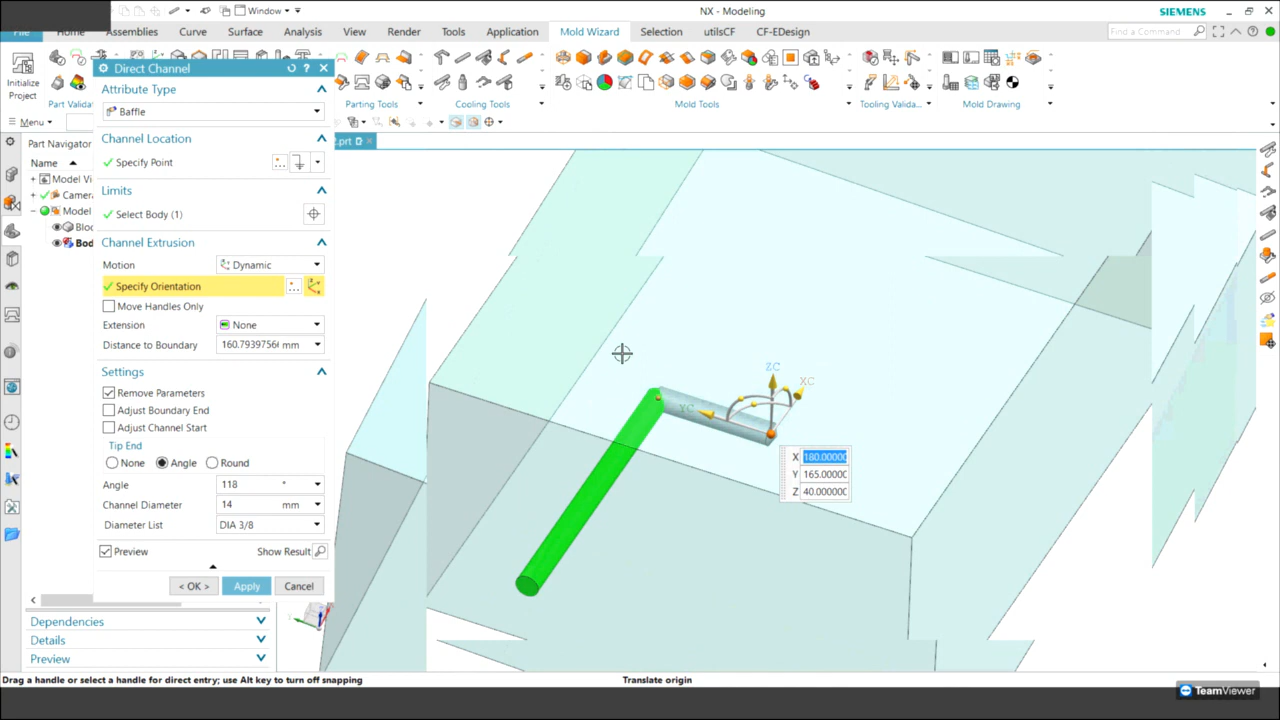 Window
NX - Modeling
SIEMENS
File Home Assemblies Curve Surface Analysis View Render Tools Application Mold Wizard Selection utilsCF CF-EDesign
Find a Command
Initialize
Project
Part Valida
Parting Tools
Cooling Tools
Mold Tools
Tooling Valida...
Mold Drawing
Menu
Part Navigator
Name
Model Vi
Camera
Model
Bloc
Bod
.prt
Direct Channel
Attribute Type
Baffle
Channel Location
Specify Point
Limits
Select Body (1)
Channel Extrusion
Motion Dynamic
Specify Orientation
Move Handles Only
Extension None
Distance to Boundary 160.7939756 mm
Settings
Remove Parameters
Adjust Boundary End
Adjust Channel Start
Tip End
None Angle Round
Angle 118 °
Channel Diameter 14 mm
Diameter List DIA 3/8
Preview Show Result
< OK > Apply Cancel
Dependencies
Details
Preview
ZC
XC
YC
X 180.00000
Y 165.00000
Z 40.000000
Drag a handle or select a handle for direct entry; use Alt key to turn off snapping
Translate origin
TeamViewer